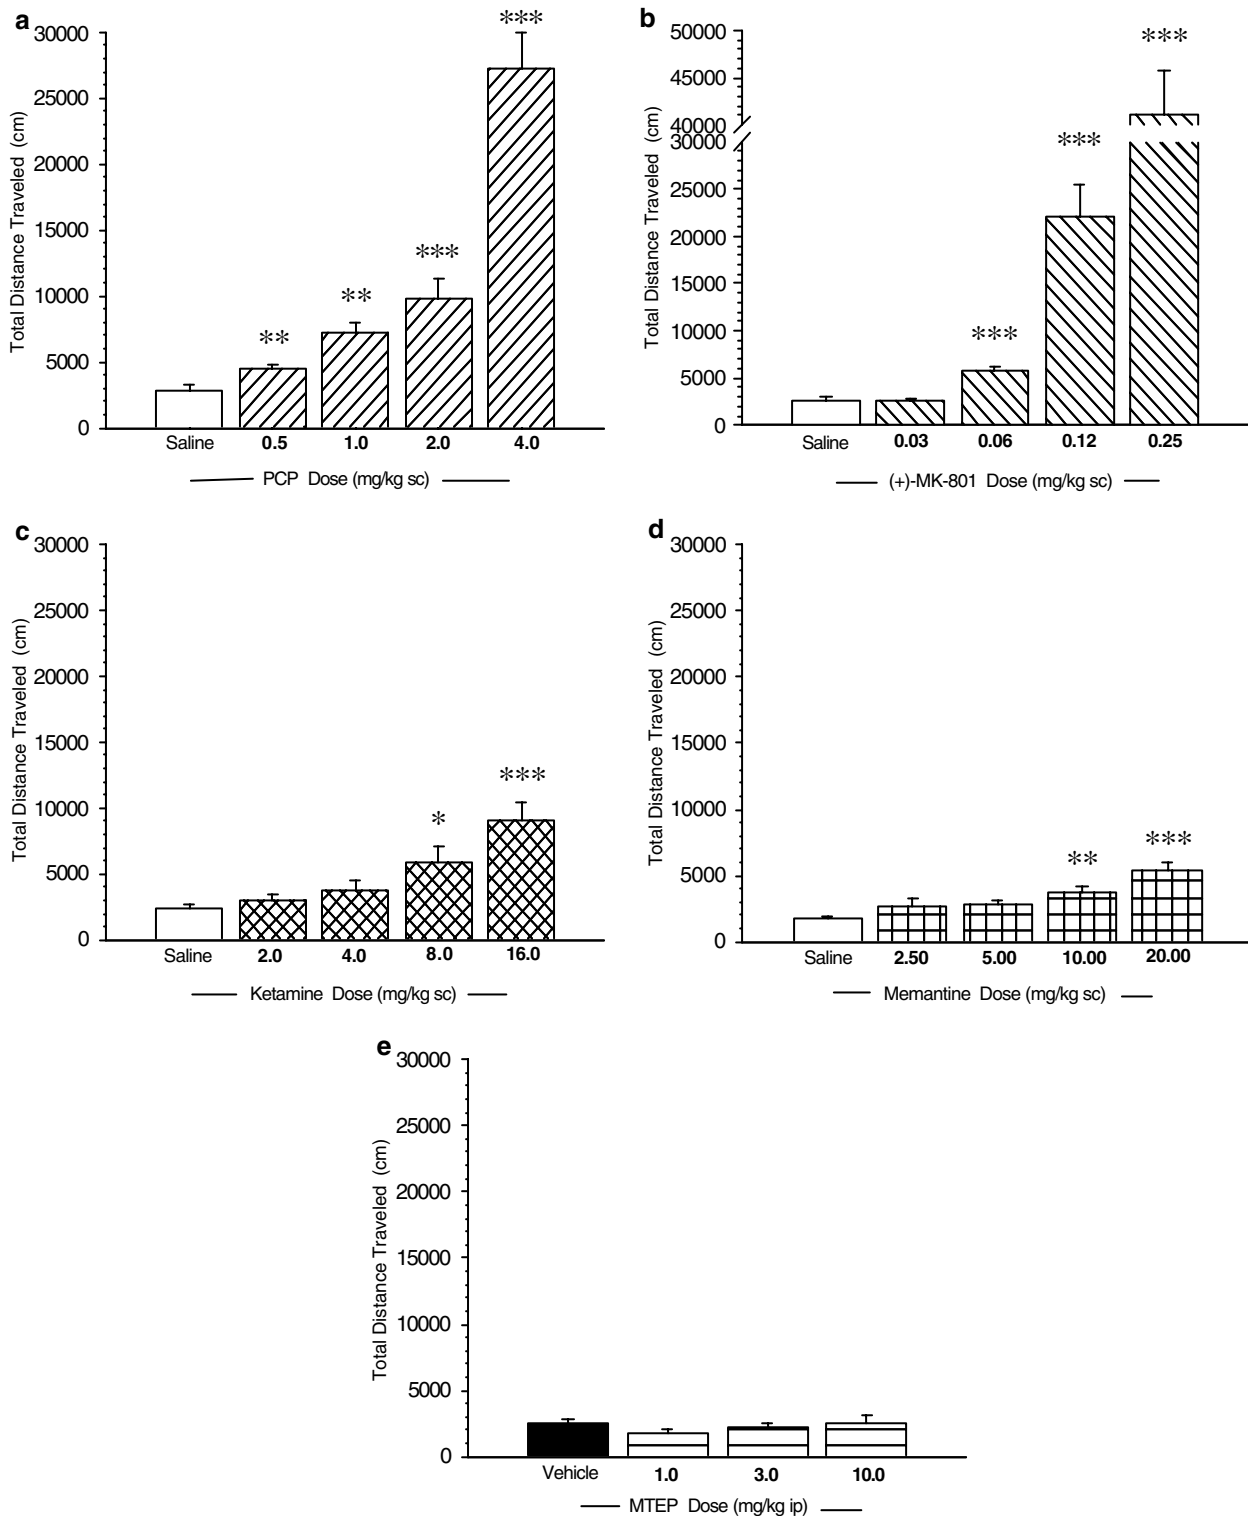 a
30000
25000
20000
15000
10000
5000
0
Total Distance Traveled (cm)
**
**
***
***
Saline 0.5 1.0 2.0 4.0
PCP Dose (mg/kg sc)
b
50000
45000
40000
30000
25000
20000
15000
10000
5000
0
Total Distance Traveled (cm)
***
***
***
Saline 0.03 0.06 0.12 0.25
(+)-MK-801 Dose (mg/kg sc)
c
30000
25000
20000
15000
10000
5000
0
Total Distance Traveled (cm)
*
***
Saline 2.0 4.0 8.0 16.0
Ketamine Dose (mg/kg sc)
d
30000
25000
20000
15000
10000
5000
0
Total Distance Traveled (cm)
**
***
Saline 2.50 5.00 10.00 20.00
Memantine Dose (mg/kg sc)
e
30000
25000
20000
15000
10000
5000
0
Total Distance Traveled (cm)
Vehicle 1.0 3.0 10.0
MTEP Dose (mg/kg ip)